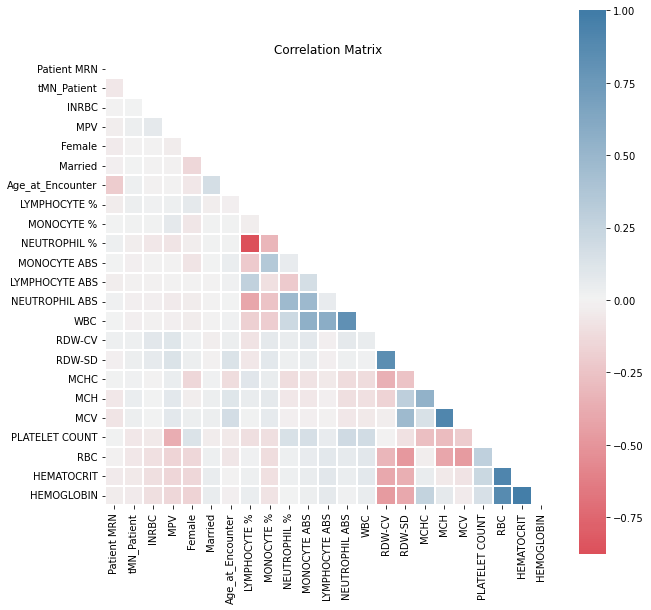 Correlation Matrix
Patient MRN
tMN_Patient
INRBC
MPV
Female
Married
Age_at_Encounter
LYMPHOCYTE %
MONOCYTE %
NEUTROPHIL %
MONOCYTE ABS
LYMPHOCYTE ABS
NEUTROPHIL ABS
WBC
RDW-CV
RDW-SD
MCHC
MCH
MCV
PLATELET COUNT
RBC
HEMATOCRIT
HEMOGLOBIN
Patient MRN
tMN_Patient
INRBC
MPV
Female
Married
Age_at_Encounter
LYMPHOCYTE %
MONOCYTE %
NEUTROPHIL %
MONOCYTE ABS
LYMPHOCYTE ABS
NEUTROPHIL ABS
WBC
RDW-CV
RDW-SD
MCHC
MCH
MCV
PLATELET COUNT
RBC
HEMATOCRIT
HEMOGLOBIN
1.00
0.75
0.50
0.25
0.00
−0.25
−0.50
−0.75